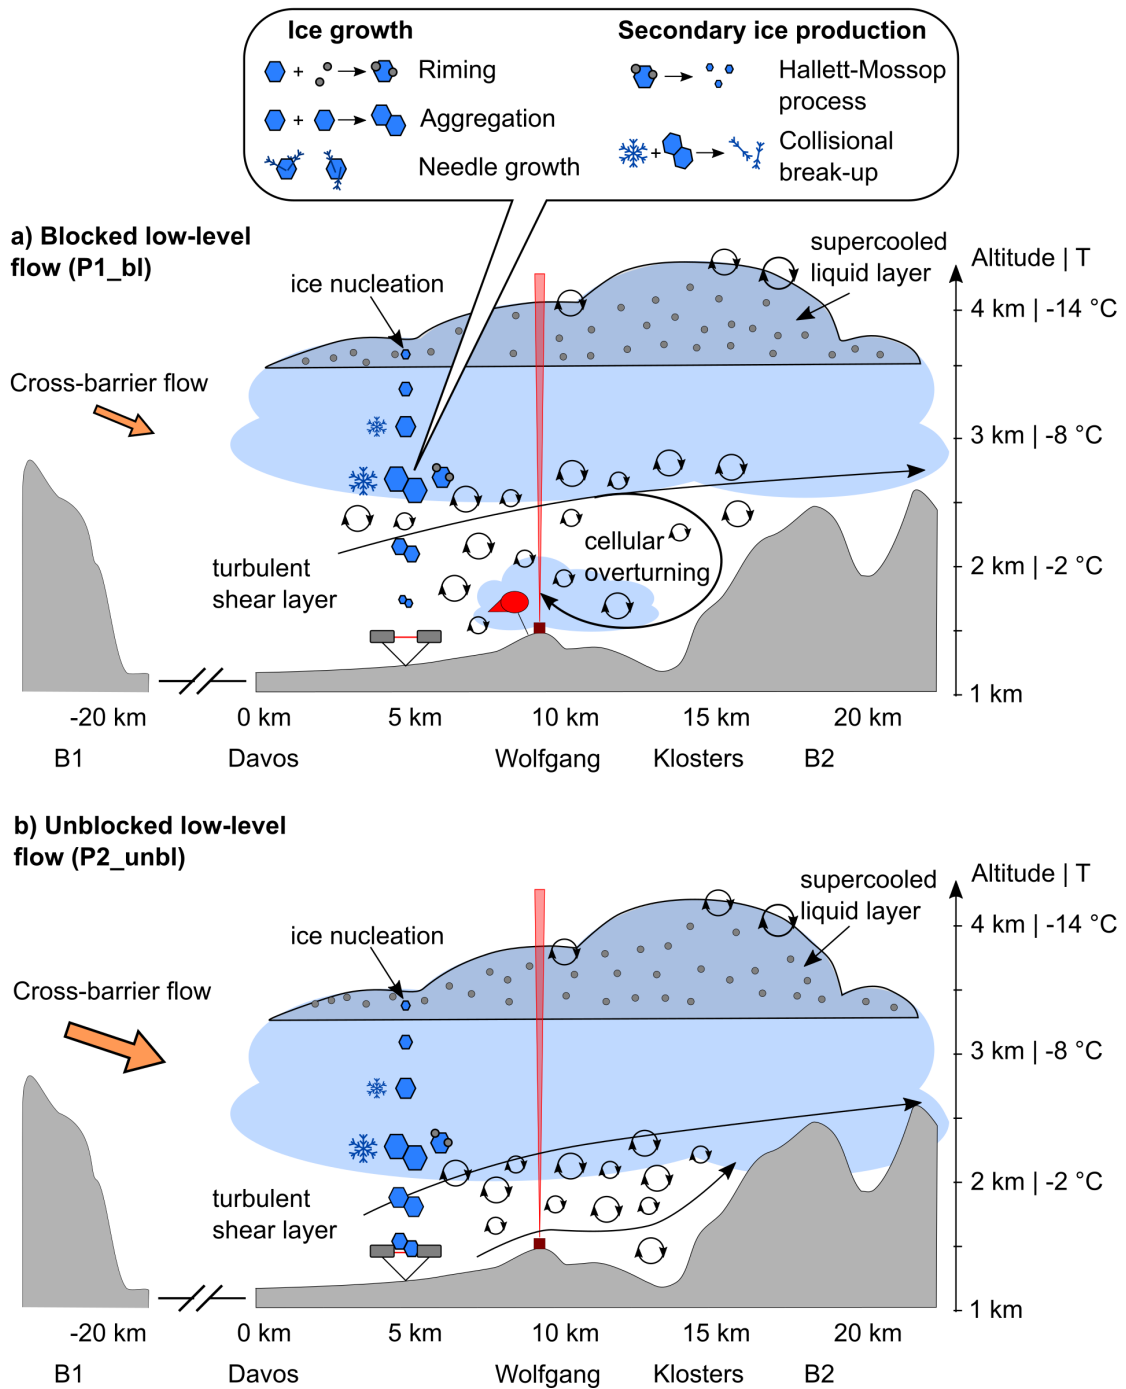 Ice growth
Secondary ice production
+
Riming
Hallett-Mossop
process
+
Aggregation
+
Collisional
break-up
Needle growth
a) Blocked low-level
flow (P1_bl)
supercooled
liquid layer
Altitude | T
ice nucleation
4 km | -14 °C
Cross-barrier flow
3 km | -8 °C
cellular
overturning
turbulent
shear layer
2 km | -2 °C
1 km
-20 km
0 km
5 km
10 km
15 km
20 km
B1
Davos
Wolfgang
Klosters
B2
b) Unblocked low-level
flow (P2_unbl)
supercooled
liquid layer
Altitude | T
ice nucleation
4 km | -14 °C
Cross-barrier flow
3 km | -8 °C
turbulent
shear layer
2 km | -2 °C
1 km
-20 km
0 km
5 km
10 km
15 km
20 km
B1
Davos
Wolfgang
Klosters
B2